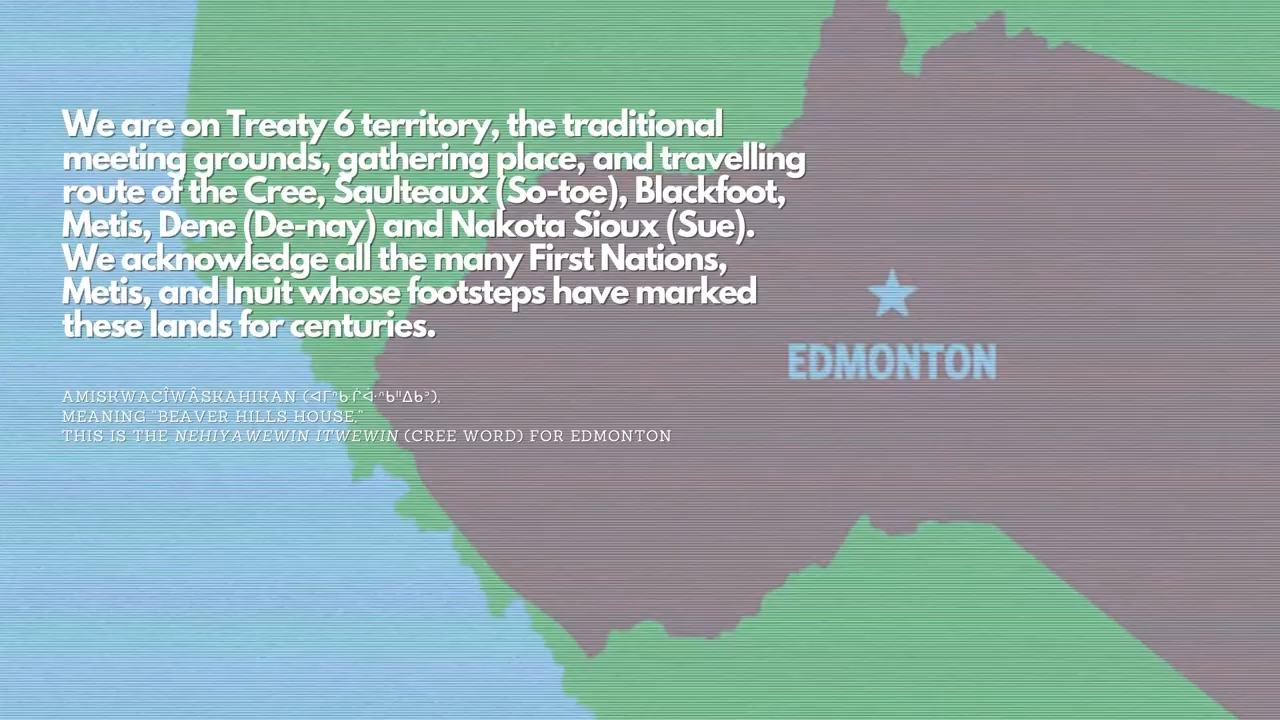 We are on Treaty 6 territory, the traditional
meeting grounds, gathering place, and travelling
route of the Cree, Saulteaux (So-toe), Blackfoot,
Metis, Dene (De-nay) and Nakota Sioux (Sue).
We acknowledge all the many First Nations,
Metis, and Inuit whose footsteps have marked
these lands for centuries.
AMISKWACÎWÂSKAHIKAN (ᐊᒥᐢᑲᒌᐚᐢᑲᐦᐃᑲᐣ),
MEANING "BEAVER HILLS HOUSE,"
THIS IS THE NEHIYAWEWIN ITWEWIN (CREE WORD) FOR EDMONTON
EDMONTON